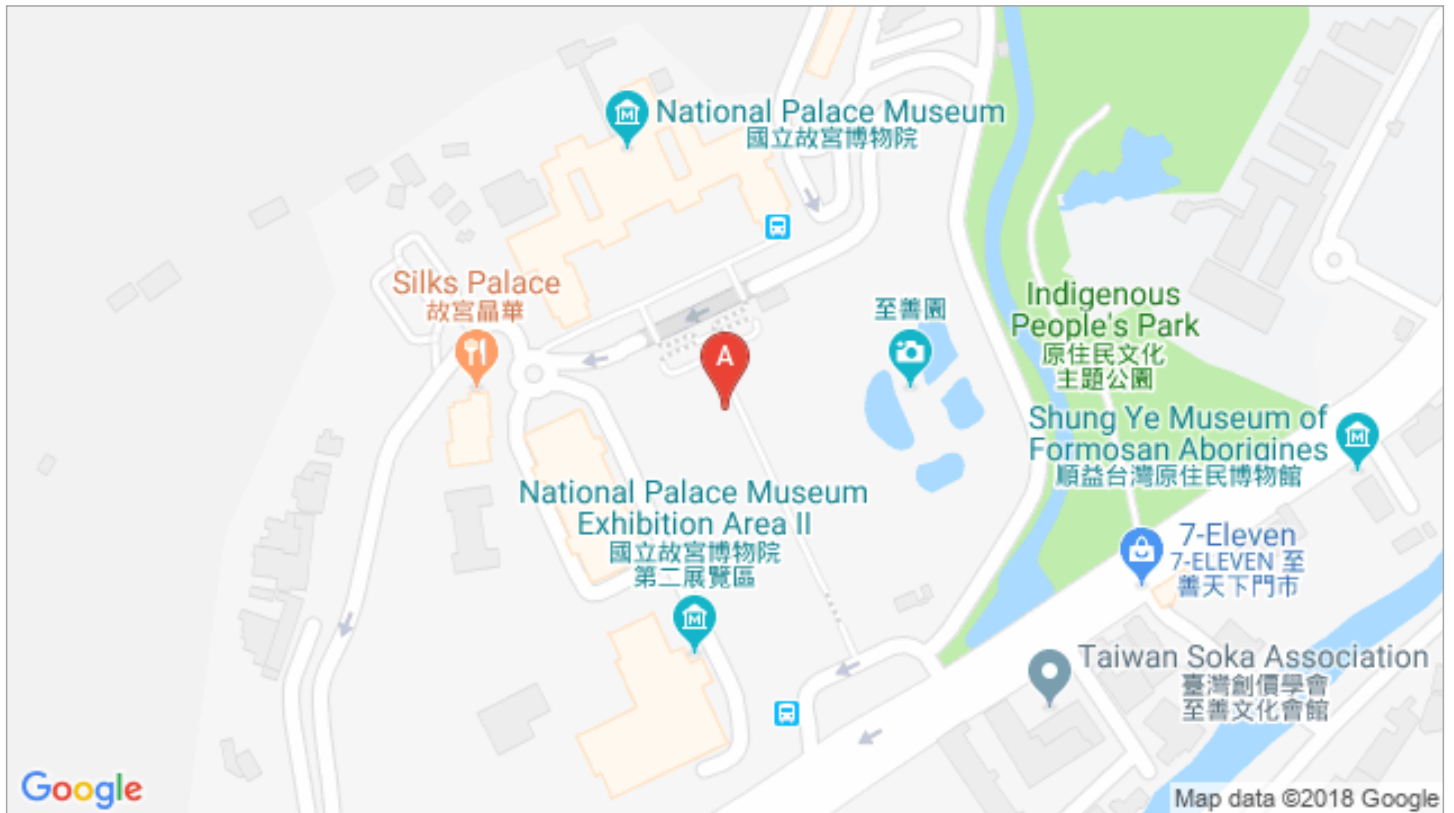 National Palace Museum
國立故宮博物院
Silks Palace
故宮晶華
A
至善園
Indigenous
People's Park
原住民文化
主題公園
Shung Ye Museum of
Formosan Aborigines
順益台灣原住民博物館
National Palace Museum
Exhibition Area II
國立故宮博物院
第二展覽區
7-Eleven
7-ELEVEN 至
善天下門市
Taiwan Soka Association
臺灣創價學會
至善文化會館
Google
Map data ©2018 Google